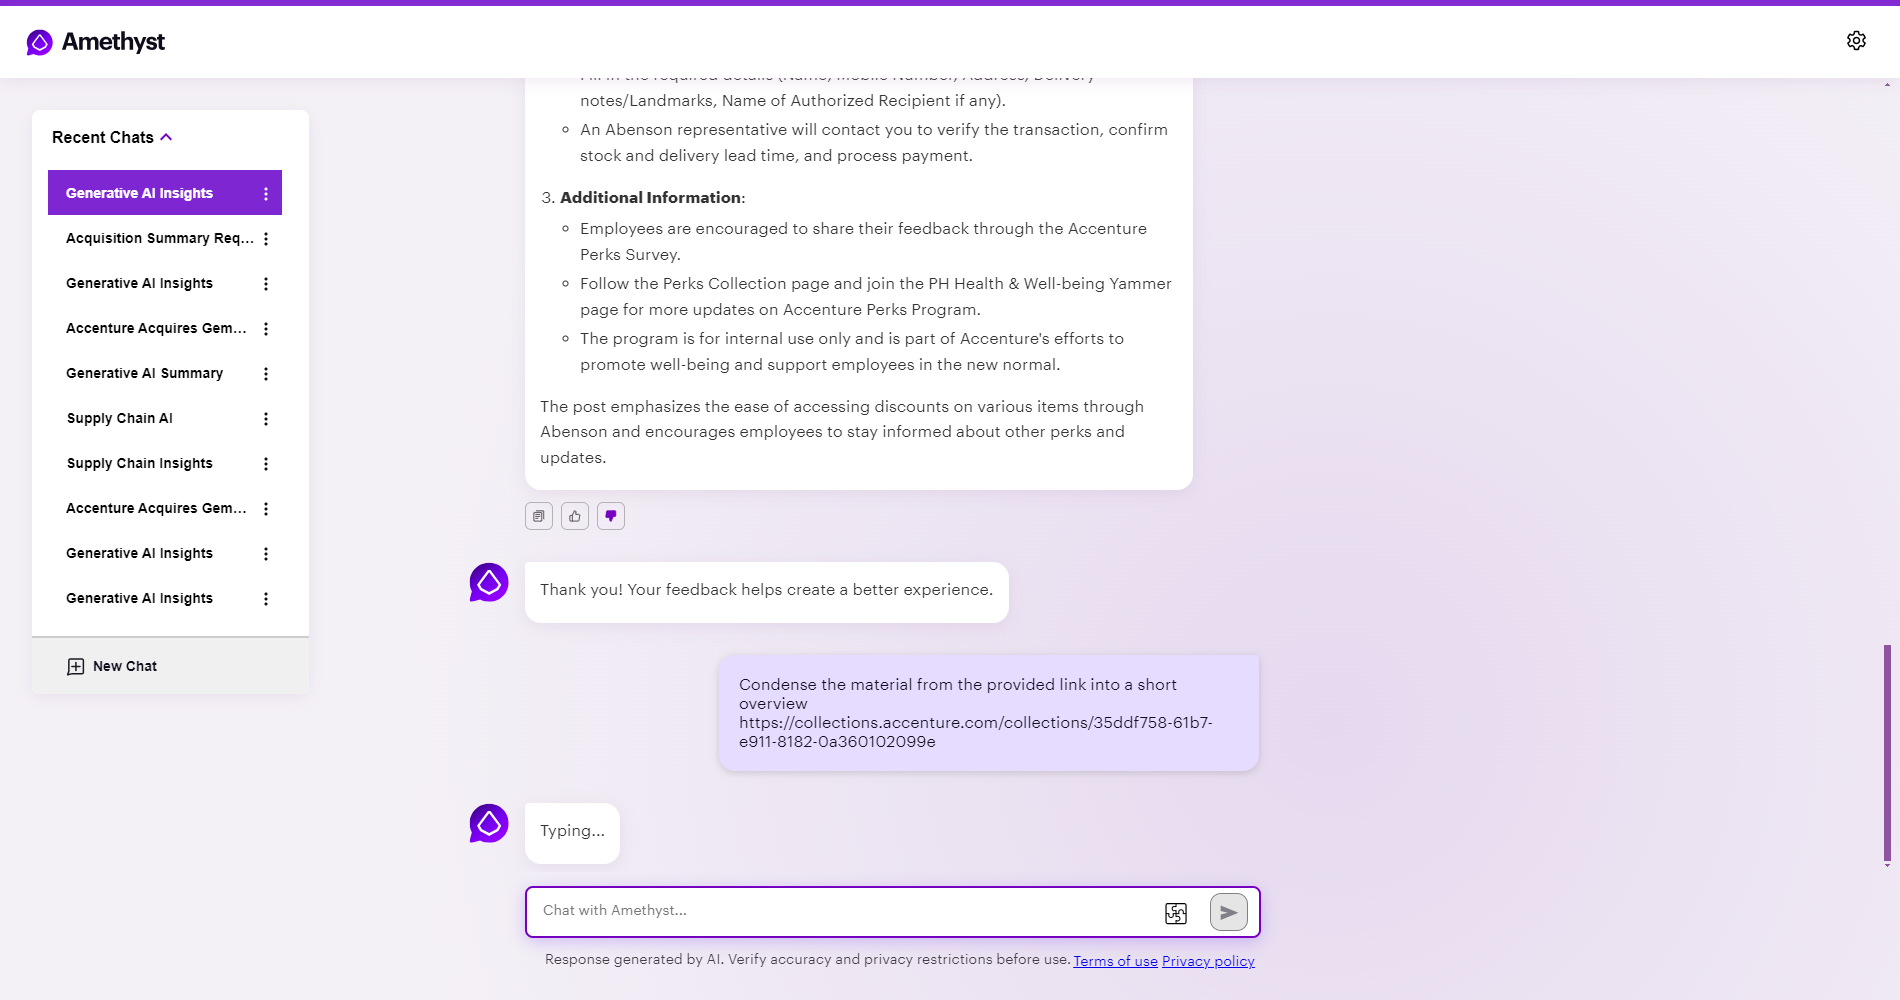 Amethyst
Recent Chats
Generative AI Insights
Acquisition Summary Req...
Generative AI Insights
Accenture Acquires Gem...
Generative AI Summary
Supply Chain AI
Supply Chain Insights
Accenture Acquires Gem...
Generative AI Insights
Generative AI Insights
New Chat
Fill in the required details (Name, Mobile Number, Address, Delivery
notes/Landmarks, Name of Authorized Recipient if any).
An Abenson representative will contact you to verify the transaction, confirm
stock and delivery lead time, and process payment.
3. Additional Information:
Employees are encouraged to share their feedback through the Accenture
Perks Survey.
Follow the Perks Collection page and join the PH Health & Well-being Yammer
page for more updates on Accenture Perks Program.
The program is for internal use only and is part of Accenture's efforts to
promote well-being and support employees in the new normal.
The post emphasizes the ease of accessing discounts on various items through
Abenson and encourages employees to stay informed about other perks and
updates.
Thank you! Your feedback helps create a better experience.
Condense the material from the provided link into a short
overview
https://collections.accenture.com/collections/35ddf758-61b7-
e911-8182-0a360102099e
Typing...
Chat with Amethyst...
Response generated by AI. Verify accuracy and privacy restrictions before use. Terms of use Privacy policy